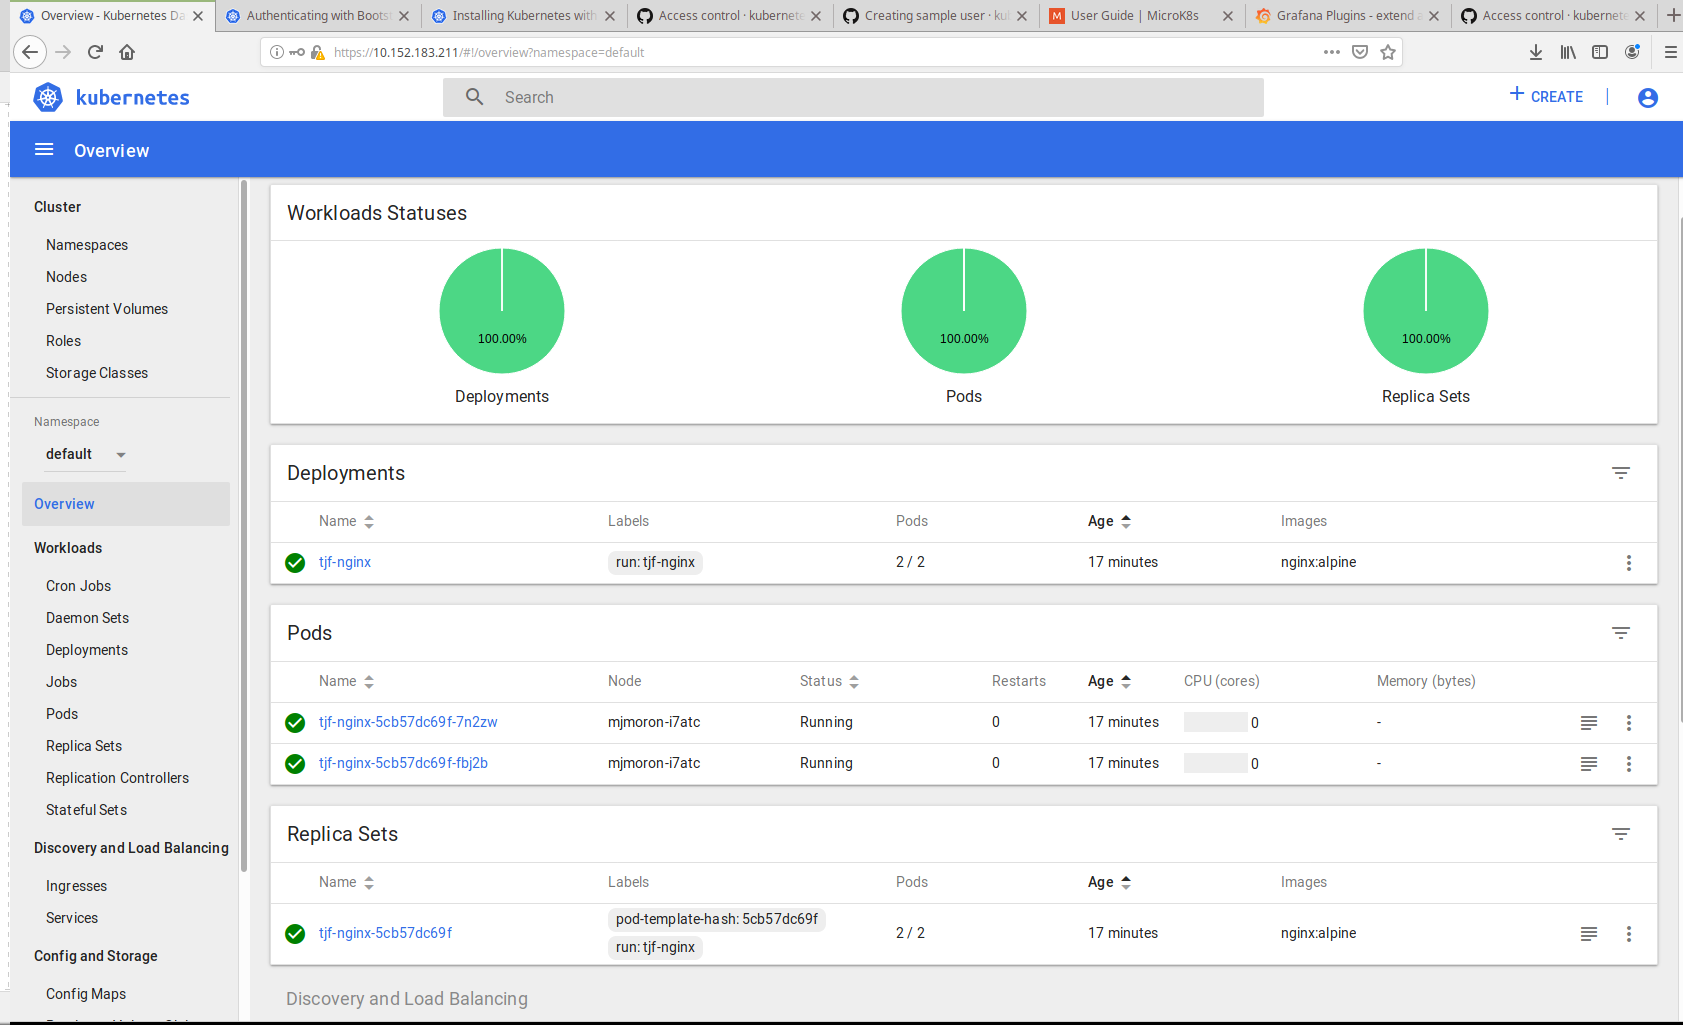 Overview - Kubernetes Da
Authenticating with Boots
Installing Kubernetes with
Access control · kubernete
Creating sample user · ku
User Guide | MicroK8s
Grafana Plugins - extend a
Access control · kubernete
https://10.152.183.211/#!/overview?namespace=default
kubernetes
Search
CREATE
Overview
Cluster
Namespaces
Nodes
Persistent Volumes
Roles
Storage Classes
Namespace
default
Overview
Workloads
Cron Jobs
Daemon Sets
Deployments
Jobs
Pods
Replica Sets
Replication Controllers
Stateful Sets
Discovery and Load Balancing
Ingresses
Services
Config and Storage
Config Maps
Workloads Statuses
100.00% 100.00% 100.00%
Deployments Pods Replica Sets
Deployments
Name Labels Pods Age Images
tjf-nginx run: tjf-nginx 2 / 2 17 minutes nginx:alpine
Pods
Name Node Status Restarts Age CPU (cores) Memory (bytes)
tjf-nginx-5cb57dc69f-7n2zw mjmoron-i7atc Running 0 17 minutes 0 -
tjf-nginx-5cb57dc69f-fbj2b mjmoron-i7atc Running 0 17 minutes 0 -
Replica Sets
Name Labels Pods Age Images
pod-template-hash: 5cb57dc69f
tjf-nginx-5cb57dc69f 2 / 2 17 minutes nginx:alpine
run: tjf-nginx
Discovery and Load Balancing